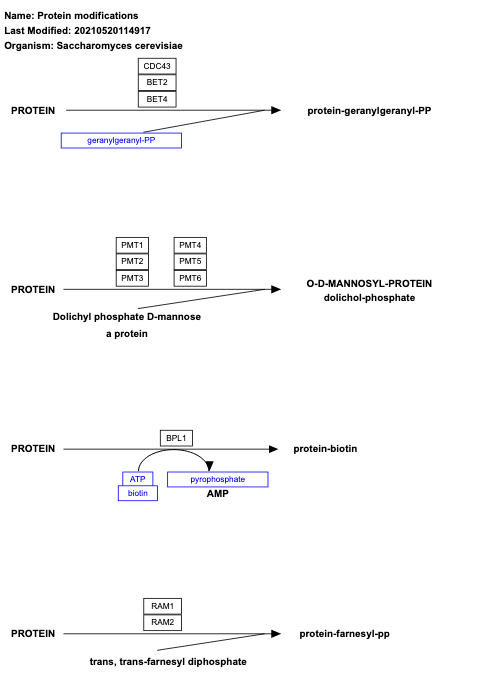 Name: Protein modifications
Last Modified: 20210520114917
Organism: Saccharomyces cerevisiae
CDC43
BET2
BET4
PROTEIN
protein-geranylgeranyl-PP
geranylgeranyl-PP
PMT1
PMT4
PMT2
PMT5
PMT3
PMT6
PROTEIN
O-D-MANNOSYL-PROTEIN
dolichol-phosphate
Dolichyl phosphate D-mannose
a protein
BPL1
PROTEIN
protein-biotin
ATP
pyrophosphate
biotin
AMP
RAM1
RAM2
PROTEIN
protein-farnesyl-pp
trans, trans-farnesyl diphosphate